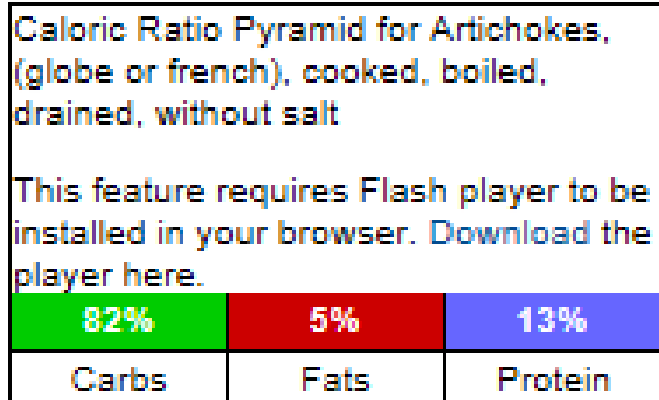 Caloric Ratio Pyramid for Artichokes,
(globe or french), cooked, boiled,
drained, without salt
This feature requires Flash player to be
installed in your browser. Download the
player here.
82% 5% 13%
Carbs Fats Protein